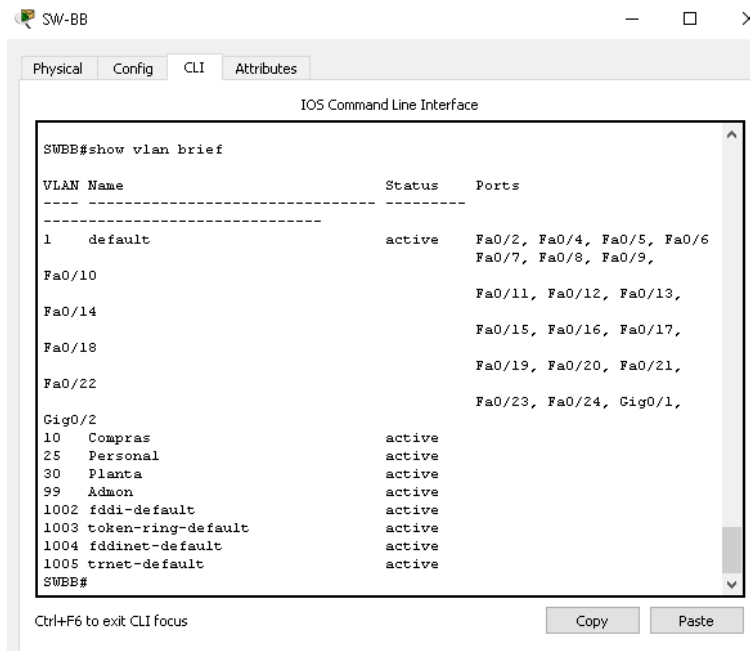 SW-BB
Physical Config CLI Attributes
IOS Command Line Interface
SWBB#show vlan brief
VLAN Name Status Ports
---- -------------------------------- ---------
-------------------------------
1 default active Fa0/2, Fa0/4, Fa0/5, Fa0/6
Fa0/7, Fa0/8, Fa0/9,
Fa0/10
Fa0/11, Fa0/12, Fa0/13,
Fa0/14
Fa0/15, Fa0/16, Fa0/17,
Fa0/18
Fa0/19, Fa0/20, Fa0/21,
Fa0/22
Fa0/23, Fa0/24, Gig0/1,
Gig0/2
10 Compras active
25 Personal active
30 Planta active
99 Admon active
1002 fddi-default active
1003 token-ring-default active
1004 fddinet-default active
1005 trnet-default active
SWBB#
Ctrl+F6 to exit CLI focus
Copy Paste